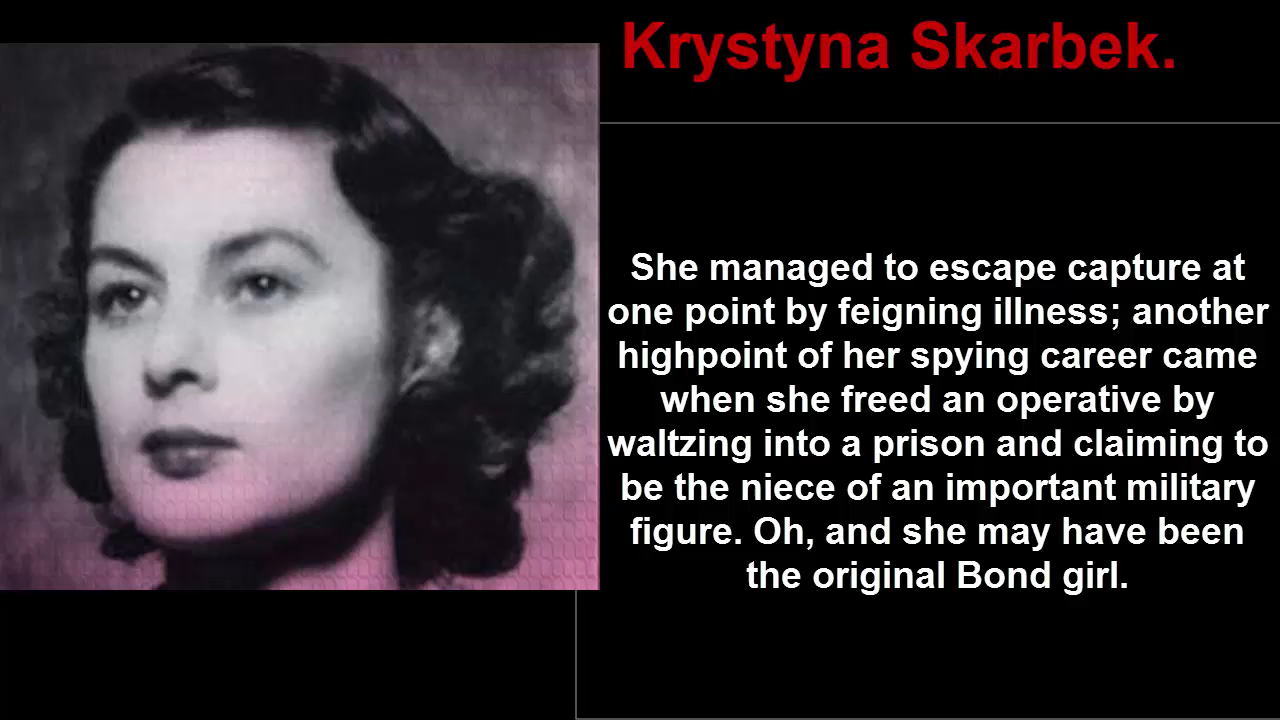 Krystyna Skarbek.
She managed to escape capture at
one point by feigning illness; another
highpoint of her spying career came
when she freed an operative by
waltzing into a prison and claiming to
be the niece of an important military
figure. Oh, and she may have been
the original Bond girl.